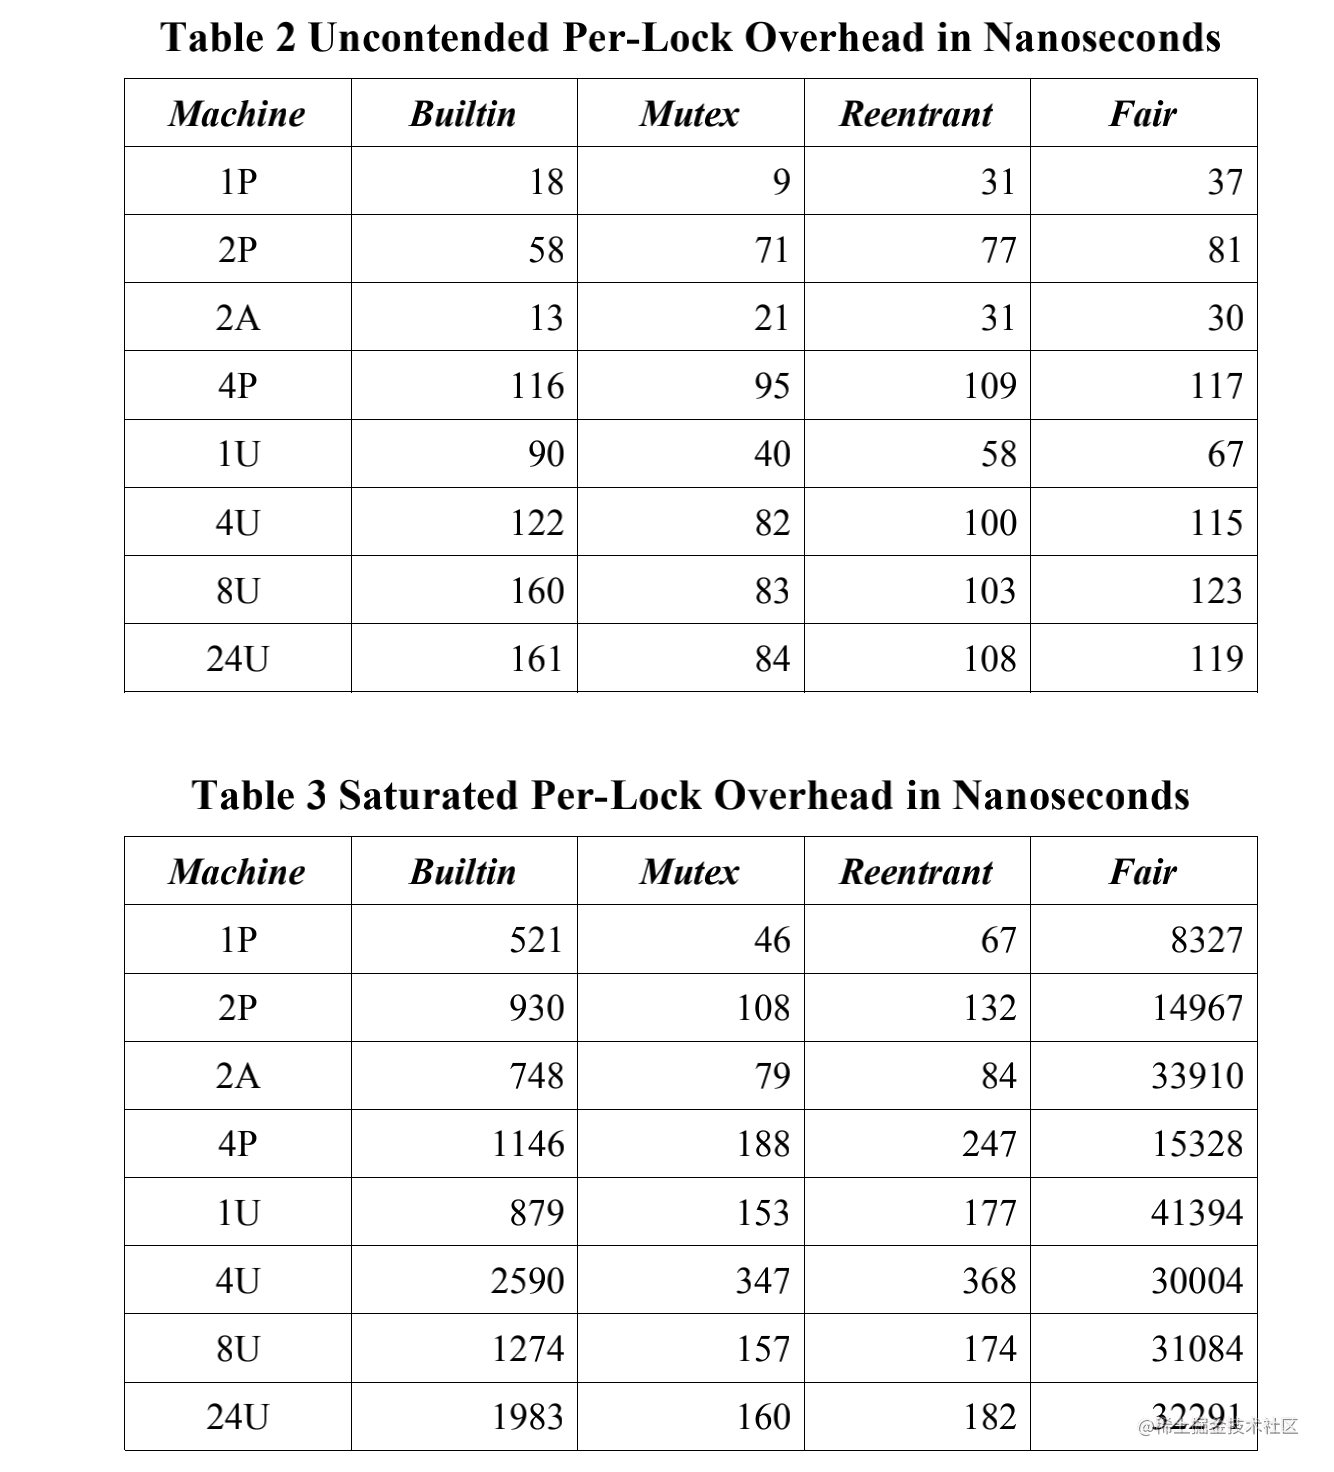 Table 2 Uncontended Per-Lock Overhead in Nanoseconds
Machine Builtin Mutex Reentrant Fair
1P 18 9 31 37
2P 58 71 77 81
2A 13 21 31 30
4P 116 95 109 117
1U 90 40 58 67
4U 122 82 100 115
8U 160 83 103 123
24U 161 84 108 119
Table 3 Saturated Per-Lock Overhead in Nanoseconds
Machine Builtin Mutex Reentrant Fair
1P 521 46 67 8327
2P 930 108 132 14967
2A 748 79 84 33910
4P 1146 188 247 15328
1U 879 153 177 41394
4U 2590 347 368 30004
8U 1274 157 174 31084
24U 1983 160 182 32291
@稀土掘金技术社区